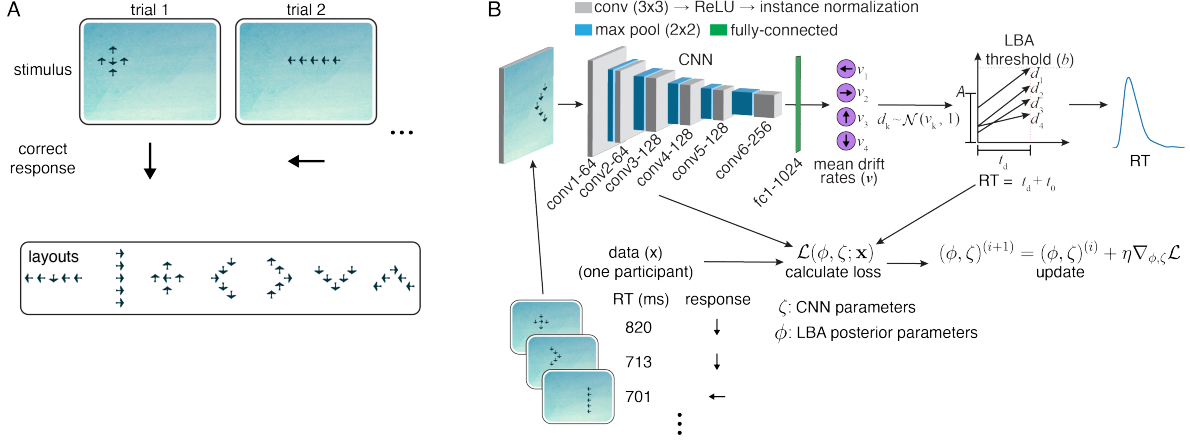 A
trial 1
trial 2
stimulus
correct
response
layouts
B
conv (3x3) → ReLU → instance normalization
max pool (2x2)
fully-connected
CNN
conv1-64
conv2-64
conv3-128
conv4-128
conv5-128
conv6-256
fc1-1024
v₁
v₂
v₃
v₄
mean drift
rates (v)
dₖ~𝒩(vₖ, 1)
LBA
threshold (b)
A
d₁
d₂
d₃
d₄
t_d
RT = t_d + t₀
RT
data (x)
(one participant)
ℒ(ϕ, ζ; x)
calculate loss
(ϕ, ζ)⁽ⁱ⁺¹⁾ = (ϕ, ζ)⁽ⁱ⁾ + η∇_ϕ,ζ ℒ
update
RT (ms)
response
820
713
701
ζ: CNN parameters
ϕ: LBA posterior parameters